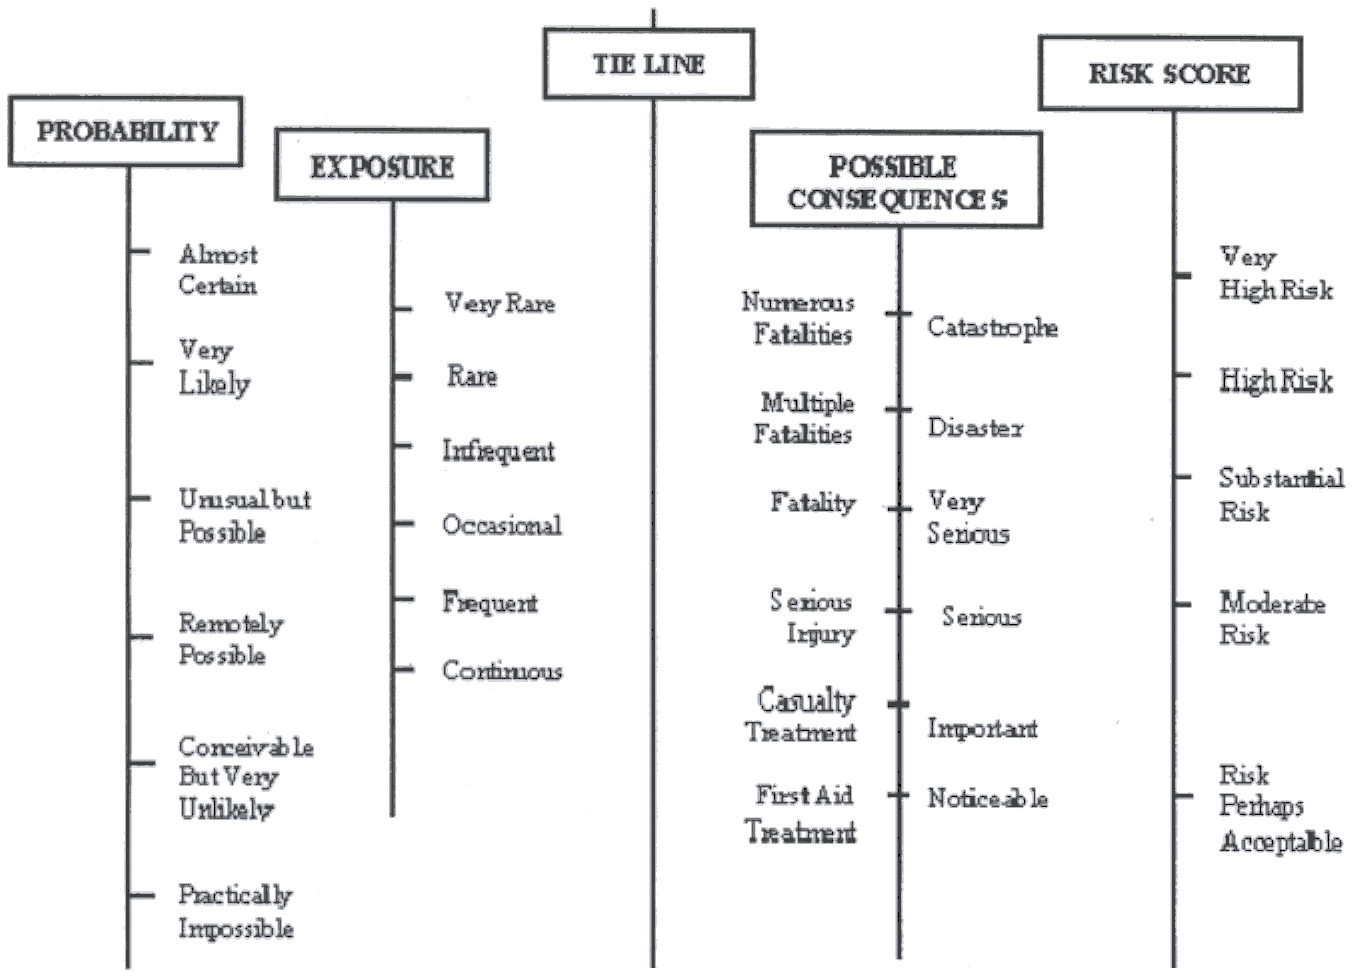 TIE LINE
RISK SCORE
PROBABILITY
EXPOSURE
POSSIBLE
CONSEQUENCES
Almost
Certain
Very
Likely
Unusual but
Possible
Remotely
Possible
Conceivable
But Very
Unlikely
Practically
Impossible
Very Rare
Rare
Infrequent
Occasional
Frequent
Continuous
Numerous
Fatalities
Multiple
Fatalities
Fatality
Serious
Injury
Casualty
Treatment
First Aid
Treatment
Catastrophe
Disaster
Very
Serious
Serious
Important
Noticeable
Very
High Risk
High Risk
Substantial
Risk
Moderate
Risk
Risk
Perhaps
Acceptable